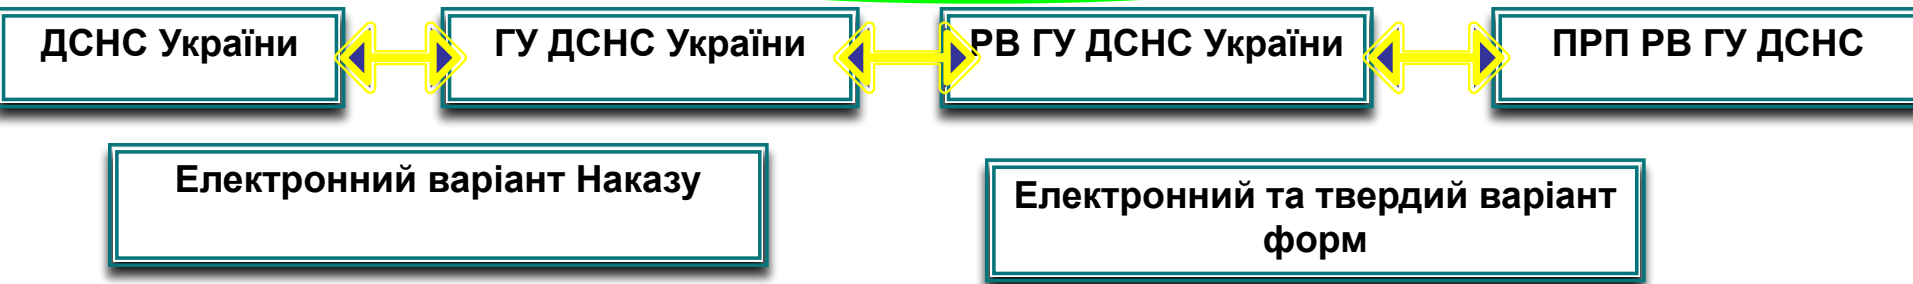 ДСНС України
ГУ ДСНС України
РВ ГУ ДСНС України
ПРП РВ ГУ ДСНС
Електронний варіант Наказу
Електронний та твердий варіант
форм